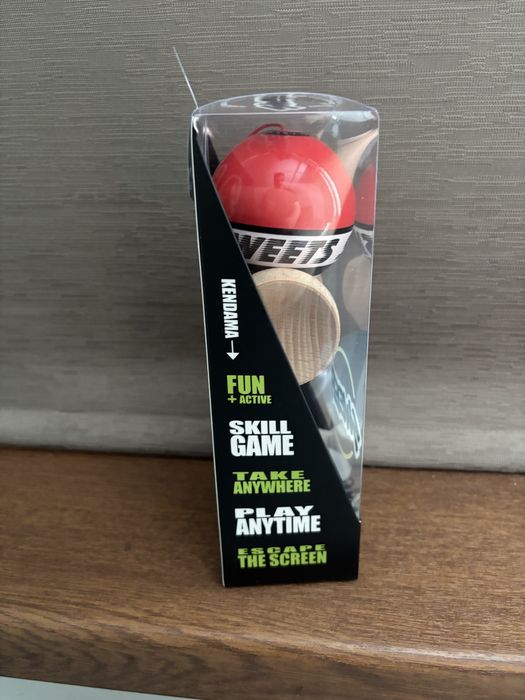 WEETS
KENDAMA
FUN
+ ACTIVE
SKILL
GAME
TAKE
ANYWHERE
PLAY
ANYTIME
ESCAPE
THE SCREEN